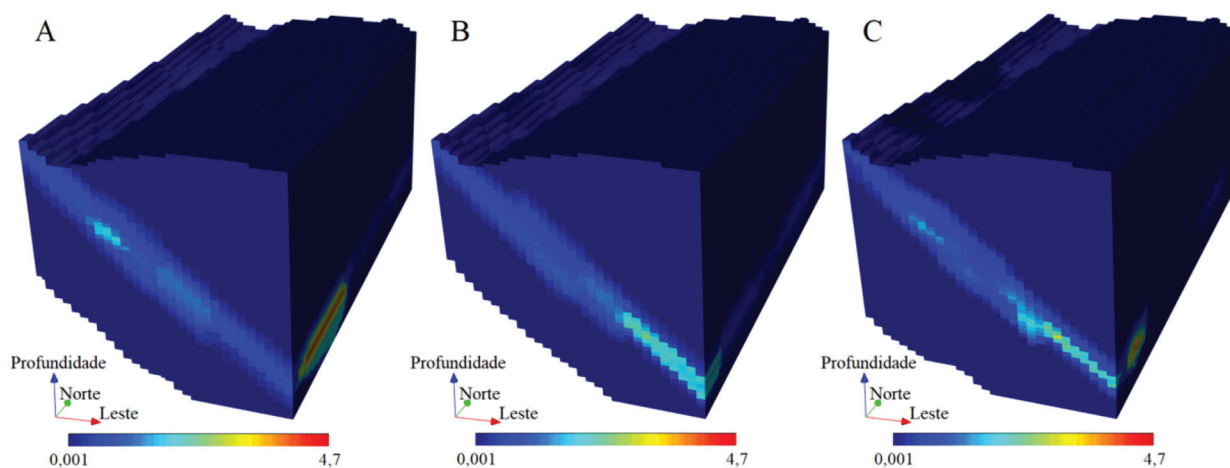 A
B
C
Profundidade
Norte
Leste
0,001
4,7
Profundidade
Norte
Leste
0,001
4,7
Profundidade
Norte
Leste
0,001
4,7